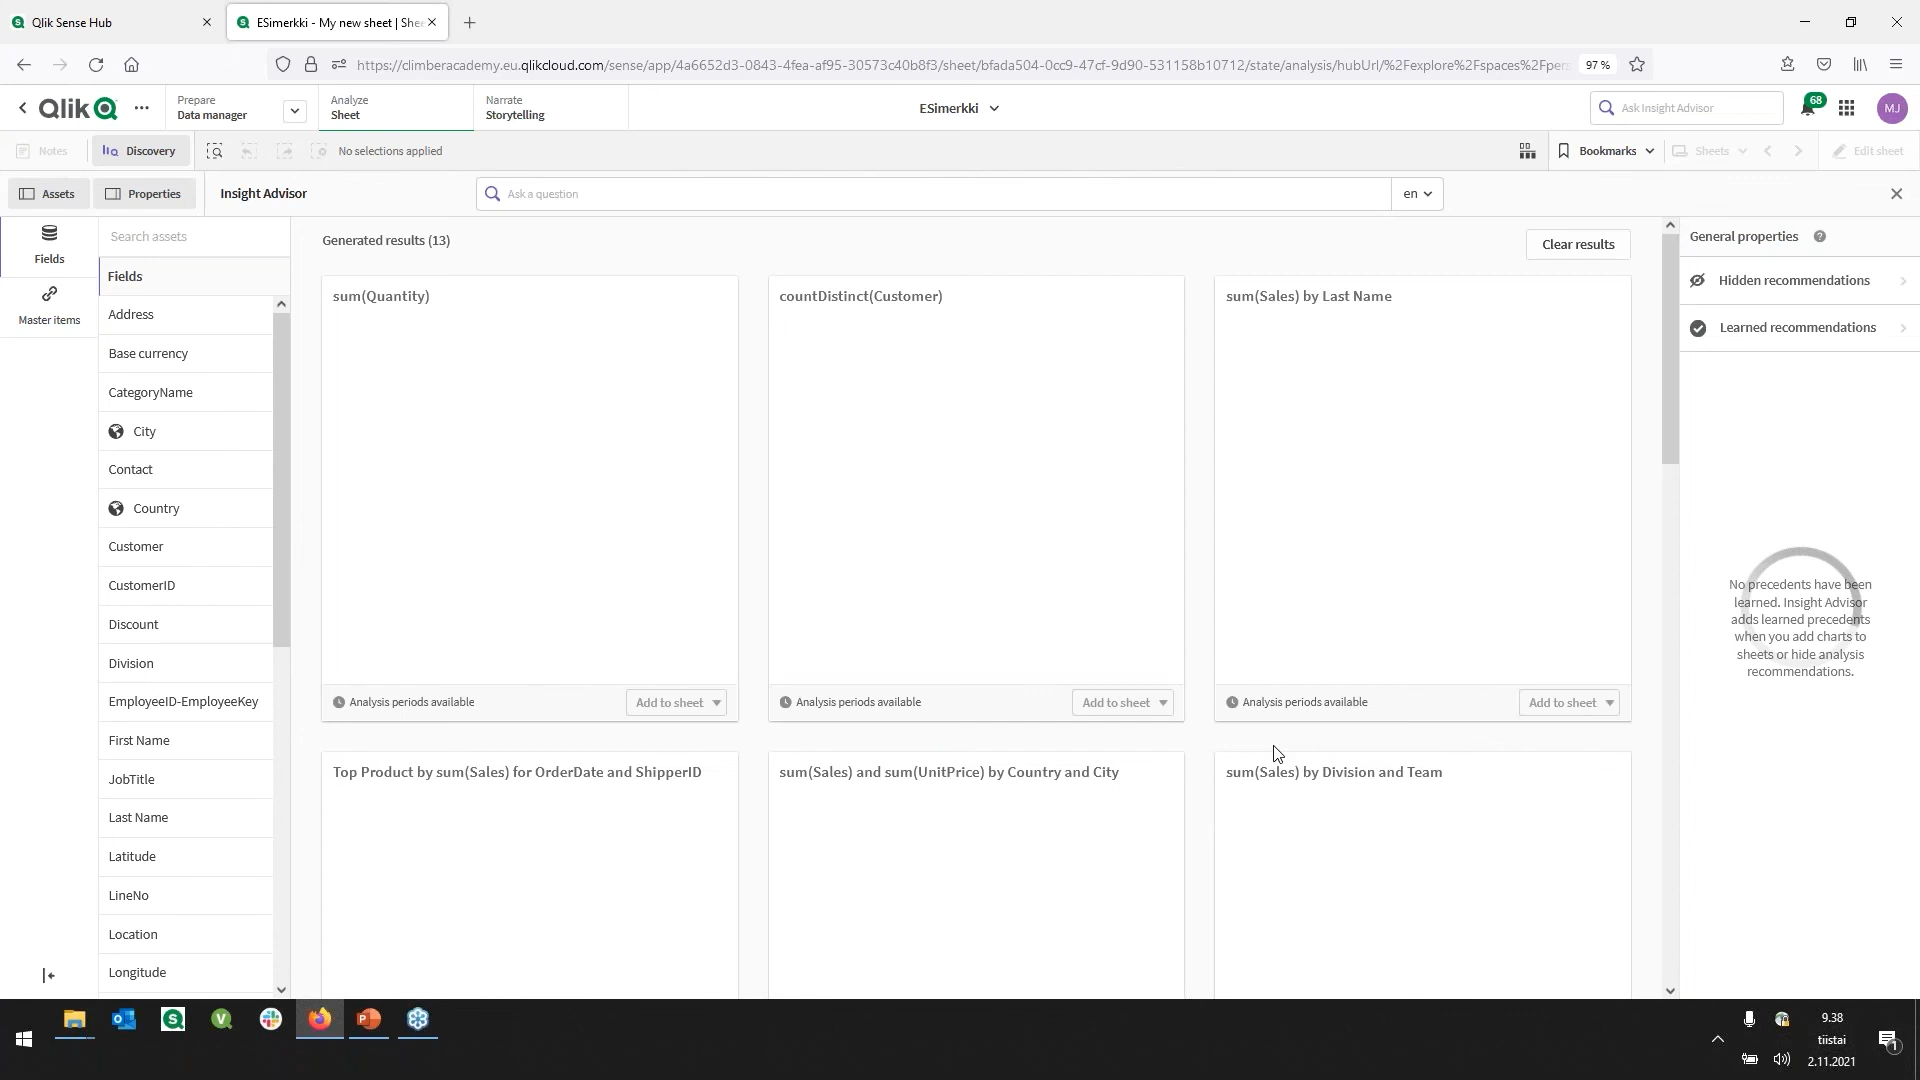 Qlik Sense Hub
ESimerkki - My new sheet | Shee
https://climberacademy.eu.qlikcloud.com/sense/app/4a6652d3-0843-4fea-af95-30573c40b8f3/sheet/bfada504-0cc9-47cf-9d90-531158b10712/state/analysis/hubUrl/%2Fexplore%2Fspaces%2Fpers
97 %
Qlik
Prepare
Data manager
Analyze
Sheet
Narrate
Storytelling
ESimerkki
Ask Insight Advisor
68
MJ
Notes
Discovery
No selections applied
Bookmarks
Sheets
Edit sheet
Assets
Properties
Insight Advisor
Ask a question
en
Fields
Master items
Search assets
Fields
Address
Base currency
CategoryName
City
Contact
Country
Customer
CustomerID
Discount
Division
EmployeeID-EmployeeKey
First Name
JobTitle
Last Name
Latitude
LineNo
Location
Longitude
Generated results (13)
Clear results
sum(Quantity)
countDistinct(Customer)
sum(Sales) by Last Name
Analysis periods available
Add to sheet
Analysis periods available
Add to sheet
Analysis periods available
Add to sheet
Top Product by sum(Sales) for OrderDate and ShipperID
sum(Sales) and sum(UnitPrice) by Country and City
sum(Sales) by Division and Team
General properties
Hidden recommendations
Learned recommendations
No precedents have been
learned. Insight Advisor
adds learned precedents
when you add charts to
sheets or hide analysis
recommendations.
9.38
tiistai
2.11.2021
1